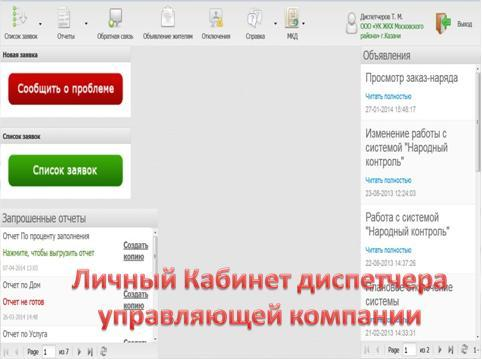 Список заявок
Отчеты
Обратная связь
Объявление жителям
Отключения
Справка
МКД
Диспетчеров Т. М.
ООО «УК ЖКХ Московского
района» г.Казани
Выход
Новая заявка
Сообщить о проблеме
Список заявок
Список заявок
Запрошенные отчеты
Отчет По проценту заполнения
Нажмите, чтобы выгрузить отчет
07-04-2014 13:03
Создать
копию
Отчет по Дом
Отчет не готов
26-03-2014 14:48
Создать
копию
Отчет по Услуга
Создать
Page 1 из 7
Объявления
Просмотр заказ-наряда
Читать полностью
27-01-2014 15:48:17
Изменение работы с
системой "Народный
контроль"
Читать полностью
23-08-2013 12:24:03
Работа с системой
"Народный контроль"
Читать полностью
22-08-2013 14:37:26
Плановое отключение
системы
Читать полностью
21-02-2013 14:33:31
Page 1 из 2
Личный Кабинет диспетчера
управляющей компании